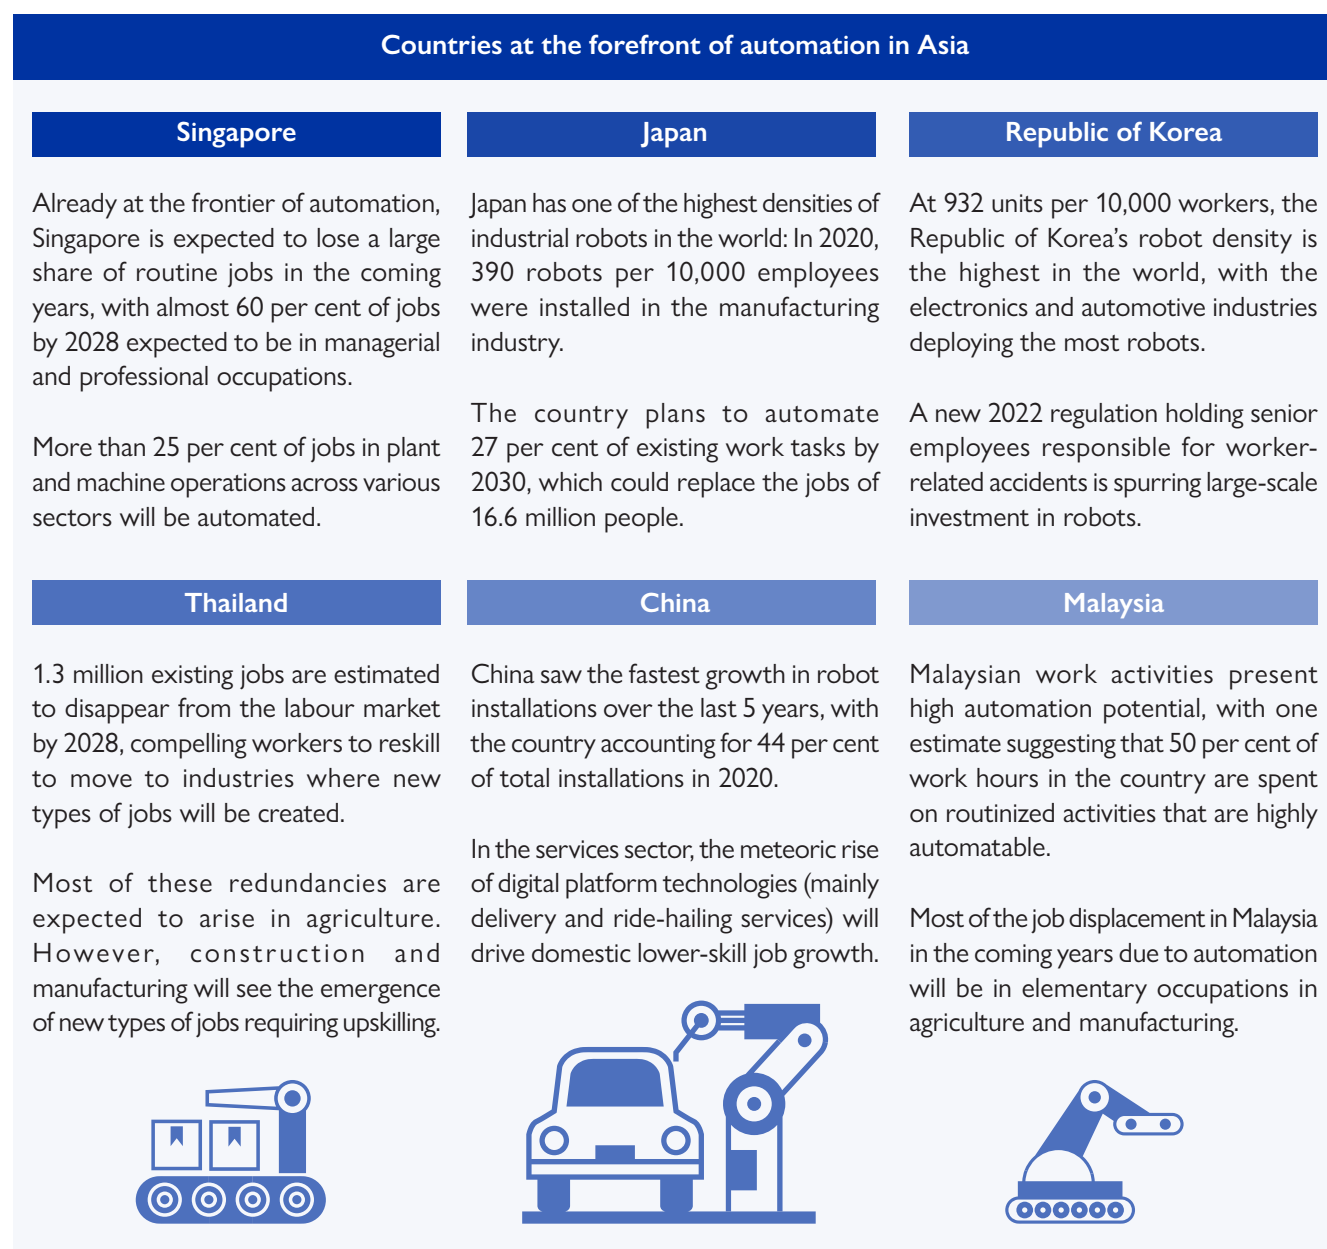 Countries at the forefront of automation in Asia
Singapore
Already at the frontier of automation,
Singapore is expected to lose a large
share of routine jobs in the coming
years, with almost 60 per cent of jobs
by 2028 expected to be in managerial
and professional occupations.
More than 25 per cent of jobs in plant
and machine operations across various
sectors will be automated.
Japan
Japan has one of the highest densities of
industrial robots in the world: In 2020,
390 robots per 10,000 employees
were installed in the manufacturing
industry.
The country plans to automate
27 per cent of existing work tasks by
2030, which could replace the jobs of
16.6 million people.
Republic of Korea
At 932 units per 10,000 workers, the
Republic of Korea’s robot density is
the highest in the world, with the
electronics and automotive industries
deploying the most robots.
A new 2022 regulation holding senior
employees responsible for worker-
related accidents is spurring large-scale
investment in robots.
Thailand
1.3 million existing jobs are estimated
to disappear from the labour market
by 2028, compelling workers to reskill
to move to industries where new
types of jobs will be created.
Most of these redundancies are
expected to arise in agriculture.
However, construction and
manufacturing will see the emergence
of new types of jobs requiring upskilling.
China
China saw the fastest growth in robot
installations over the last 5 years, with
the country accounting for 44 per cent
of total installations in 2020.
In the services sector, the meteoric rise
of digital platform technologies (mainly
delivery and ride-hailing services) will
drive domestic lower-skill job growth.
Malaysia
Malaysian work activities present
high automation potential, with one
estimate suggesting that 50 per cent of
work hours in the country are spent
on routinized activities that are highly
automatable.
Most of the job displacement in Malaysia
in the coming years due to automation
will be in elementary occupations in
agriculture and manufacturing.